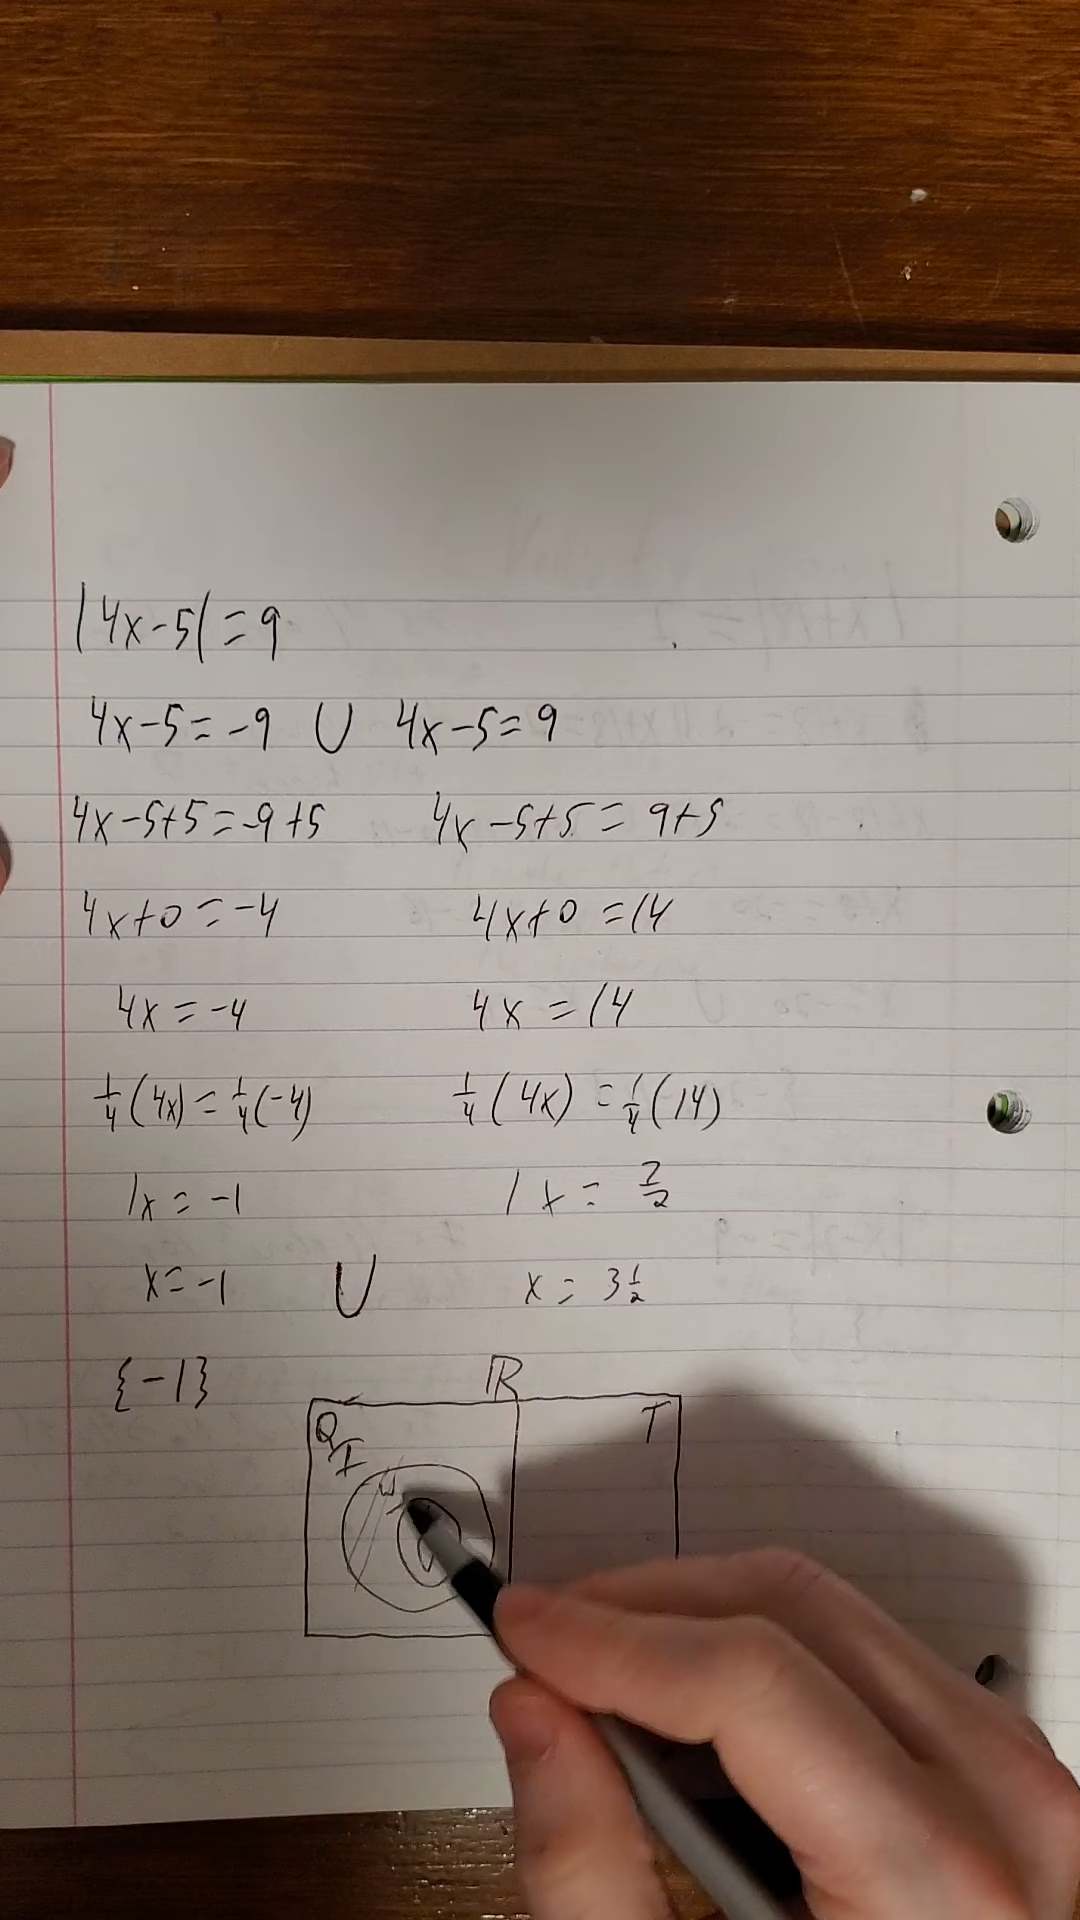 |4x-5|=9
4x-5=-9 U 4x-5=9
4x-5+5=-9+5 4x-5+5=9+5
4x+0=-4 4x+0=14
4x=-4 4x=14
1/4(4x)=1/4(-4) 1/4(4x)=1/4(14)
1x=-1 1x=7/2
x=-1 U x=3 1/2
{-1} ℝ
Q T
I
W